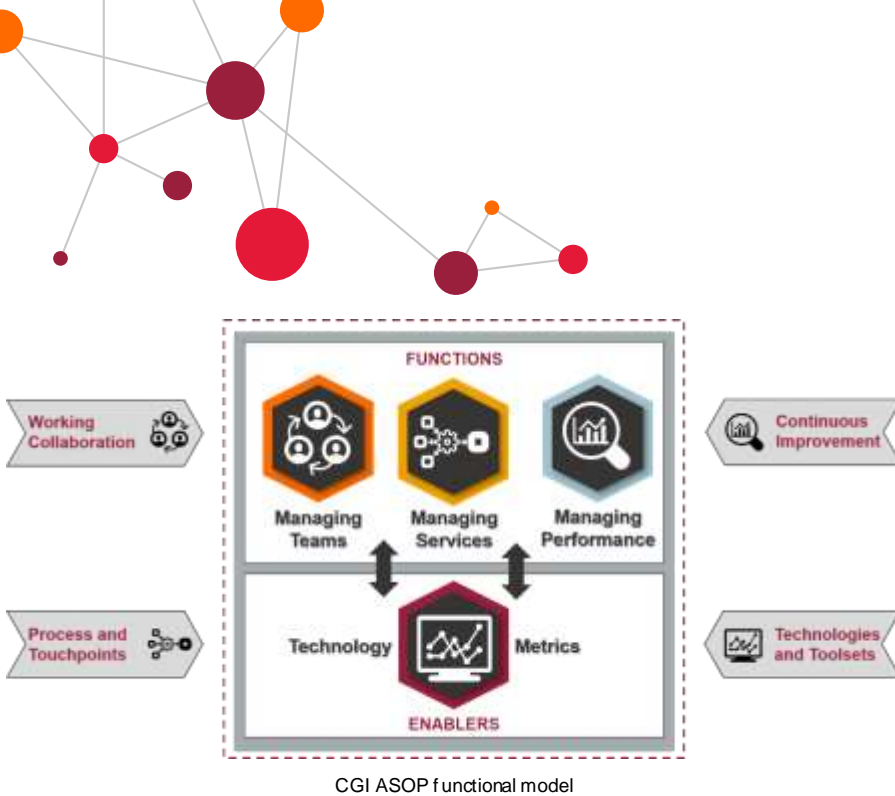 FUNCTIONS
Working
Collaboration
Continuous
Improvement
Managing
Teams
Managing
Services
Managing
Performance
Process and
Touchpoints
Technology
Metrics
Technologies
and Toolsets
ENABLERS
CGI ASOP functional model